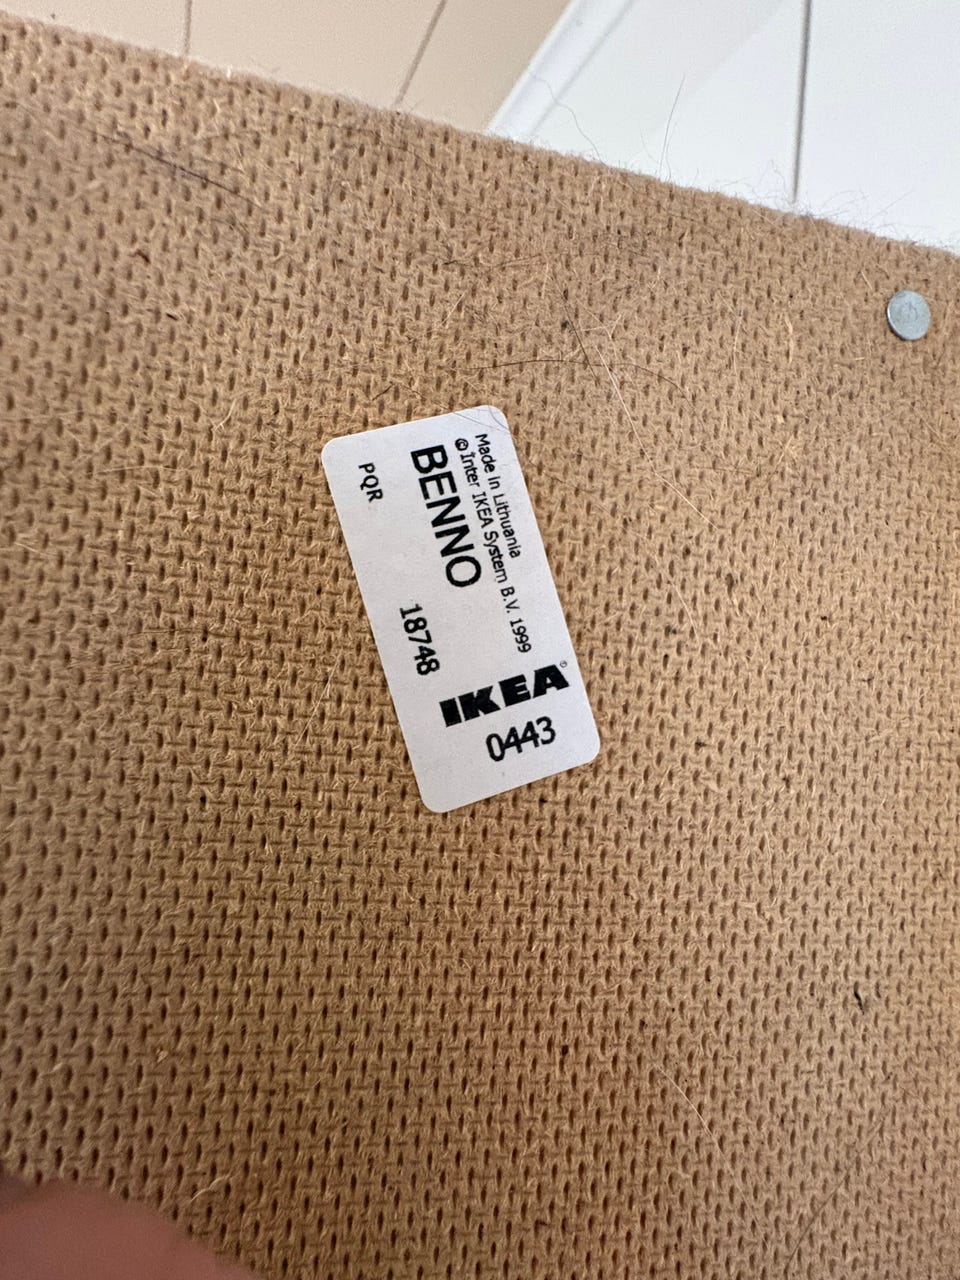 Made in Lithuania
© Inter IKEA System B.V. 1999
BENNO
PQR
18748
IKEA®
0443